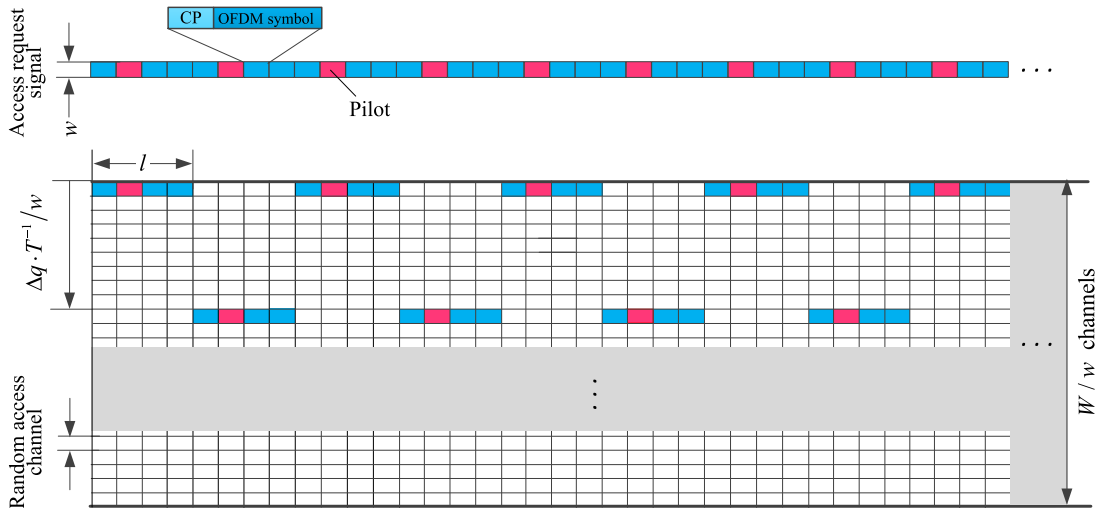 CP OFDM symbol
Access request
signal
w
Pilot
. . .
l
Δq · T⁻¹/w
W / w channels
. . .
Random access
channel